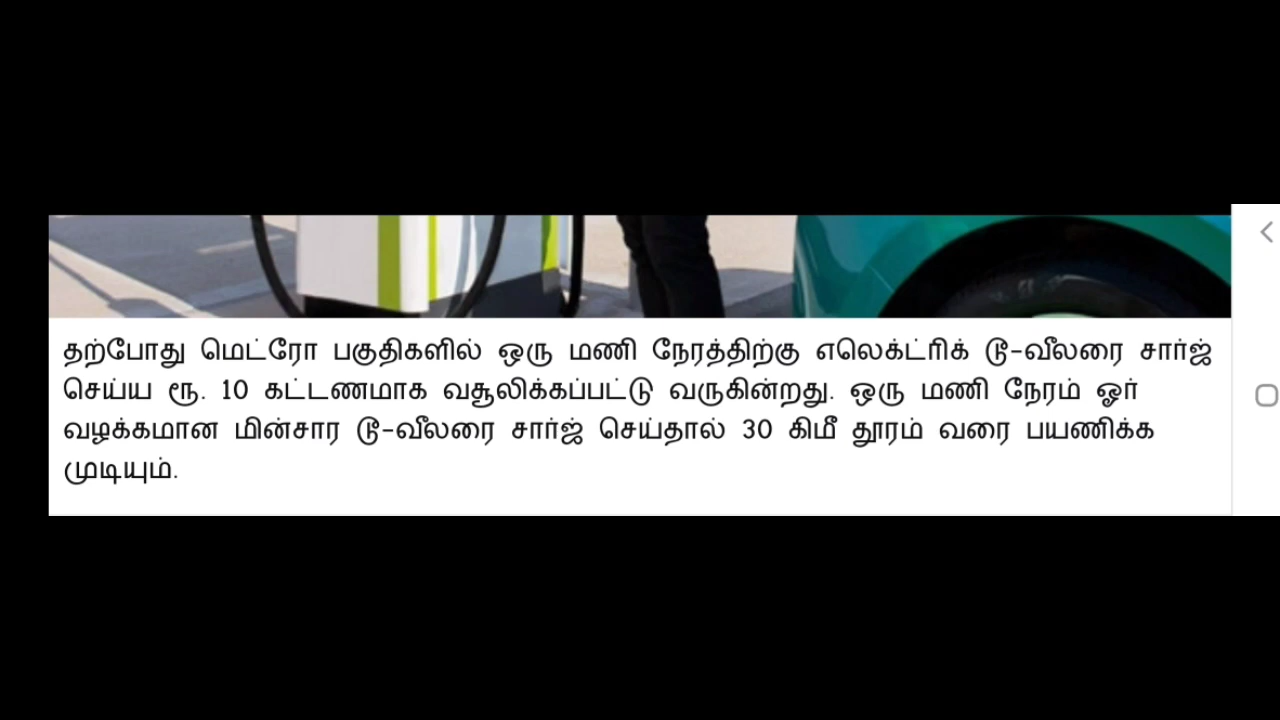 தற்போது மெட்ரோ பகுதிகளில் ஒரு மணி நேரத்திற்கு எலெக்ட்ரிக் டூ-வீலரை சார்ஜ்
செய்ய ரூ. 10 கட்டணமாக வசூலிக்கப்பட்டு வருகின்றது. ஒரு மணி நேரம் ஓர்
வழக்கமான மின்சார டூ-வீலரை சார்ஜ் செய்தால் 30 கிமீ தூரம் வரை பயணிக்க
முடியும்.